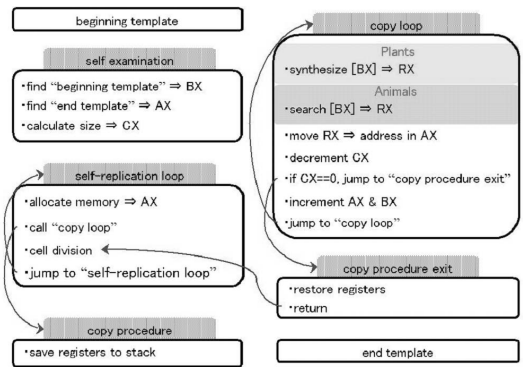 beginning template
self examination
・find “beginning template” ⇒ BX
・find “end template” ⇒ AX
・calculate size ⇒ CX
self-replication loop
・allocate memory ⇒ AX
・call “copy loop”
・cell division
・jump to “self-replication loop”
copy procedure
・save registers to stack
copy loop
Plants
・synthesize [BX] ⇒ RX
Animals
・search [BX] ⇒ RX
・move RX ⇒ address in AX
・decrement CX
・if CX==0, jump to “copy procedure exit”
・increment AX & BX
・jump to “copy loop”
copy procedure exit
・restore registers
・return
end template